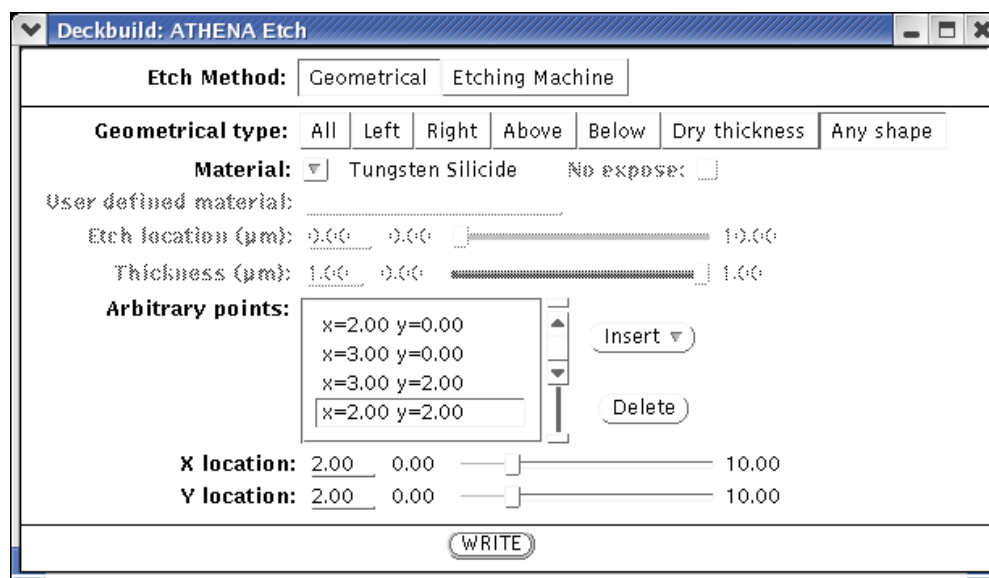 Deckbuild: ATHENA Etch
Etch Method: Geometrical Etching Machine
Geometrical type: All Left Right Above Below Dry thickness Any shape
Material: Tungsten Silicide No expose:
User defined material:
Etch location (µm): 0.00 0.00 10.00
Thickness (µm): 1.00 0.00 1.00
Arbitrary points:
x=2.00 y=0.00
x=3.00 y=0.00
x=3.00 y=2.00
x=2.00 y=2.00
Insert
Delete
X location: 2.00 0.00 10.00
Y location: 2.00 0.00 10.00
WRITE